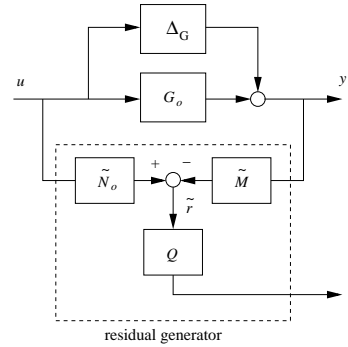 Δ_G
u
y
G_o
Ñ_o
+
−
M̃
r̃
Q
residual generator